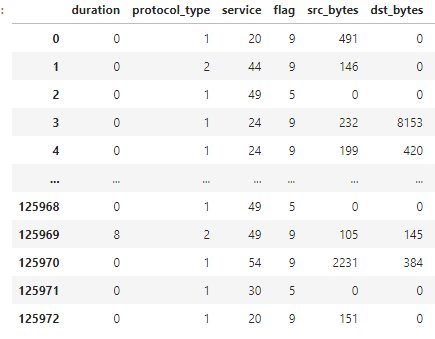 :
duration protocol_type service flag src_bytes dst_bytes
0 0 1 20 9 491 0
1 0 2 44 9 146 0
2 0 1 49 5 0 0
3 0 1 24 9 232 8153
4 0 1 24 9 199 420
... ... ... ... ... ... ...
125968 0 1 49 5 0 0
125969 8 2 49 9 105 145
125970 0 1 54 9 2231 384
125971 0 1 30 5 0 0
125972 0 1 20 9 151 0